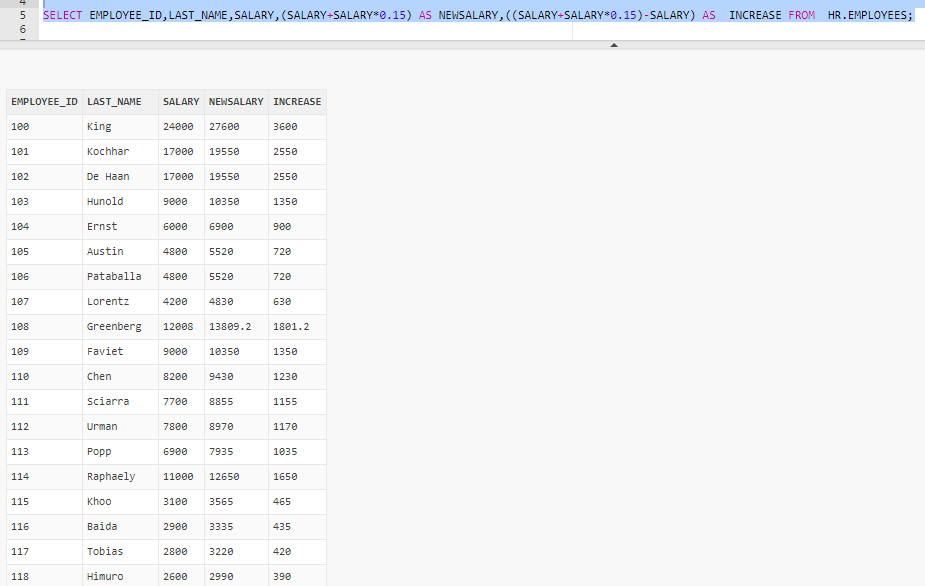 4
5 SELECT EMPLOYEE_ID,LAST_NAME,SALARY,(SALARY+SALARY*0.15) AS NEWSALARY,((SALARY+SALARY*0.15)-SALARY) AS  INCREASE FROM  HR.EMPLOYEES;
6
EMPLOYEE_ID LAST_NAME SALARY NEWSALARY INCREASE
100 King 24000 27600 3600
101 Kochhar 17000 19550 2550
102 De Haan 17000 19550 2550
103 Hunold 9000 10350 1350
104 Ernst 6000 6900 900
105 Austin 4800 5520 720
106 Pataballa 4800 5520 720
107 Lorentz 4200 4830 630
108 Greenberg 12008 13809.2 1801.2
109 Faviet 9000 10350 1350
110 Chen 8200 9430 1230
111 Sciarra 7700 8855 1155
112 Urman 7800 8970 1170
113 Popp 6900 7935 1035
114 Raphaely 11000 12650 1650
115 Khoo 3100 3565 465
116 Baida 2900 3335 435
117 Tobias 2800 3220 420
118 Himuro 2600 2990 390